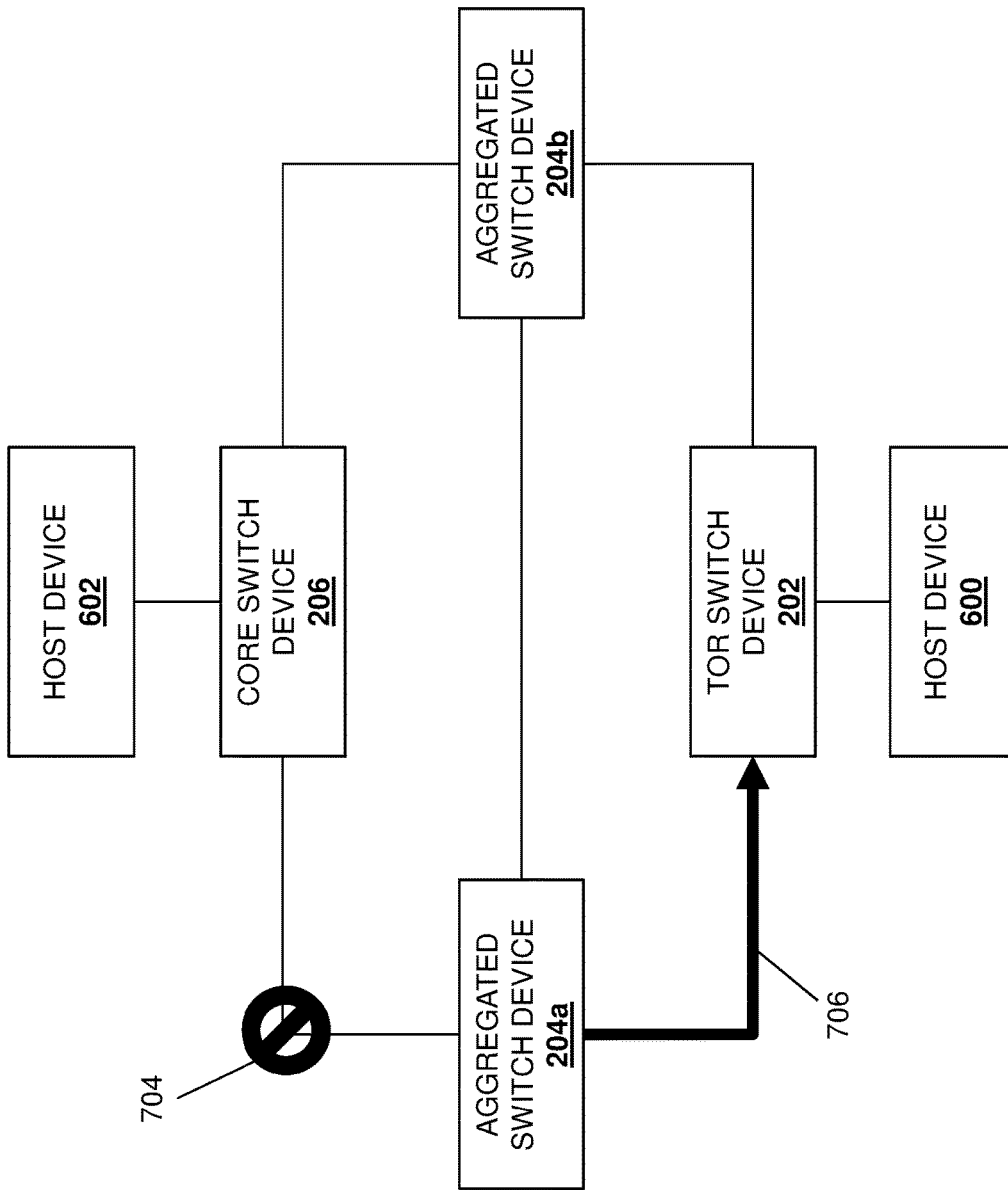 HOST DEVICE
602
CORE SWITCH
DEVICE
206
704
AGGREGATED
SWITCH DEVICE
204a
AGGREGATED
SWITCH DEVICE
204b
706
TOR SWITCH
DEVICE
202
HOST DEVICE
600